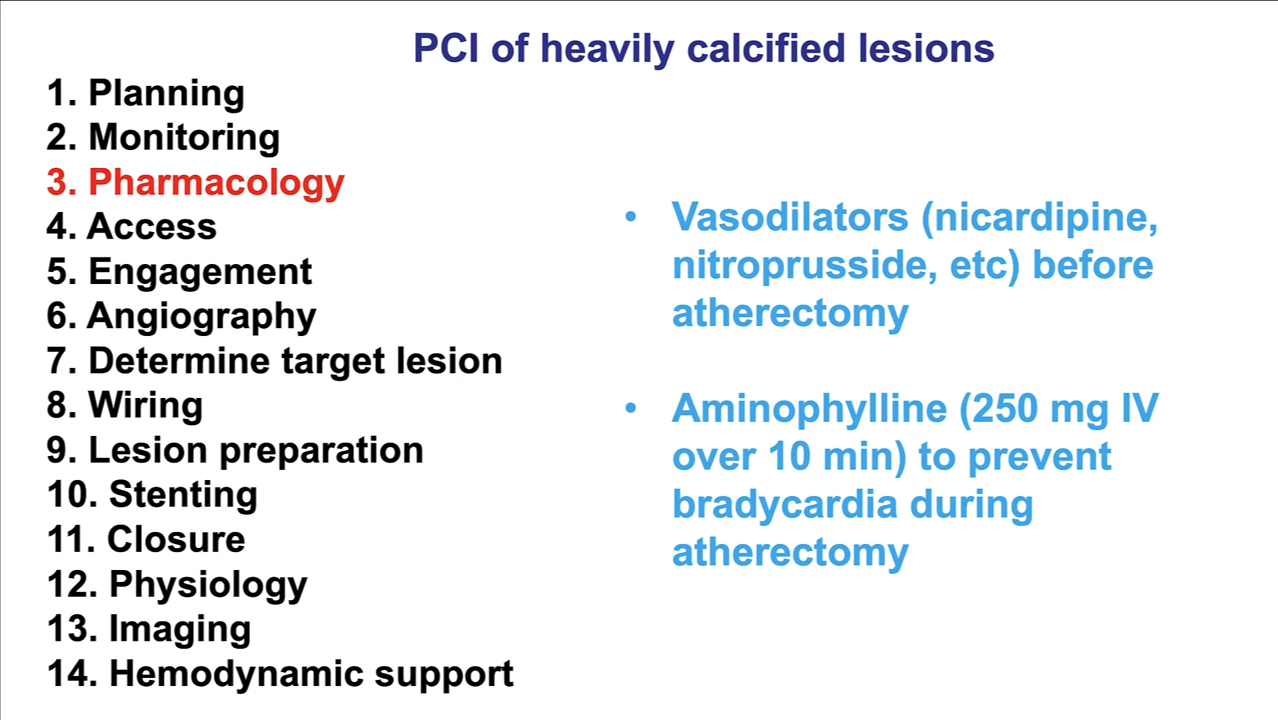 PCI of heavily calcified lesions
1. Planning
2. Monitoring
3. Pharmacology
4. Access
5. Engagement
6. Angiography
7. Determine target lesion
8. Wiring
9. Lesion preparation
10. Stenting
11. Closure
12. Physiology
13. Imaging
14. Hemodynamic support
• Vasodilators (nicardipine,
nitroprusside, etc) before
atherectomy
• Aminophylline (250 mg IV
over 10 min) to prevent
bradycardia during
atherectomy